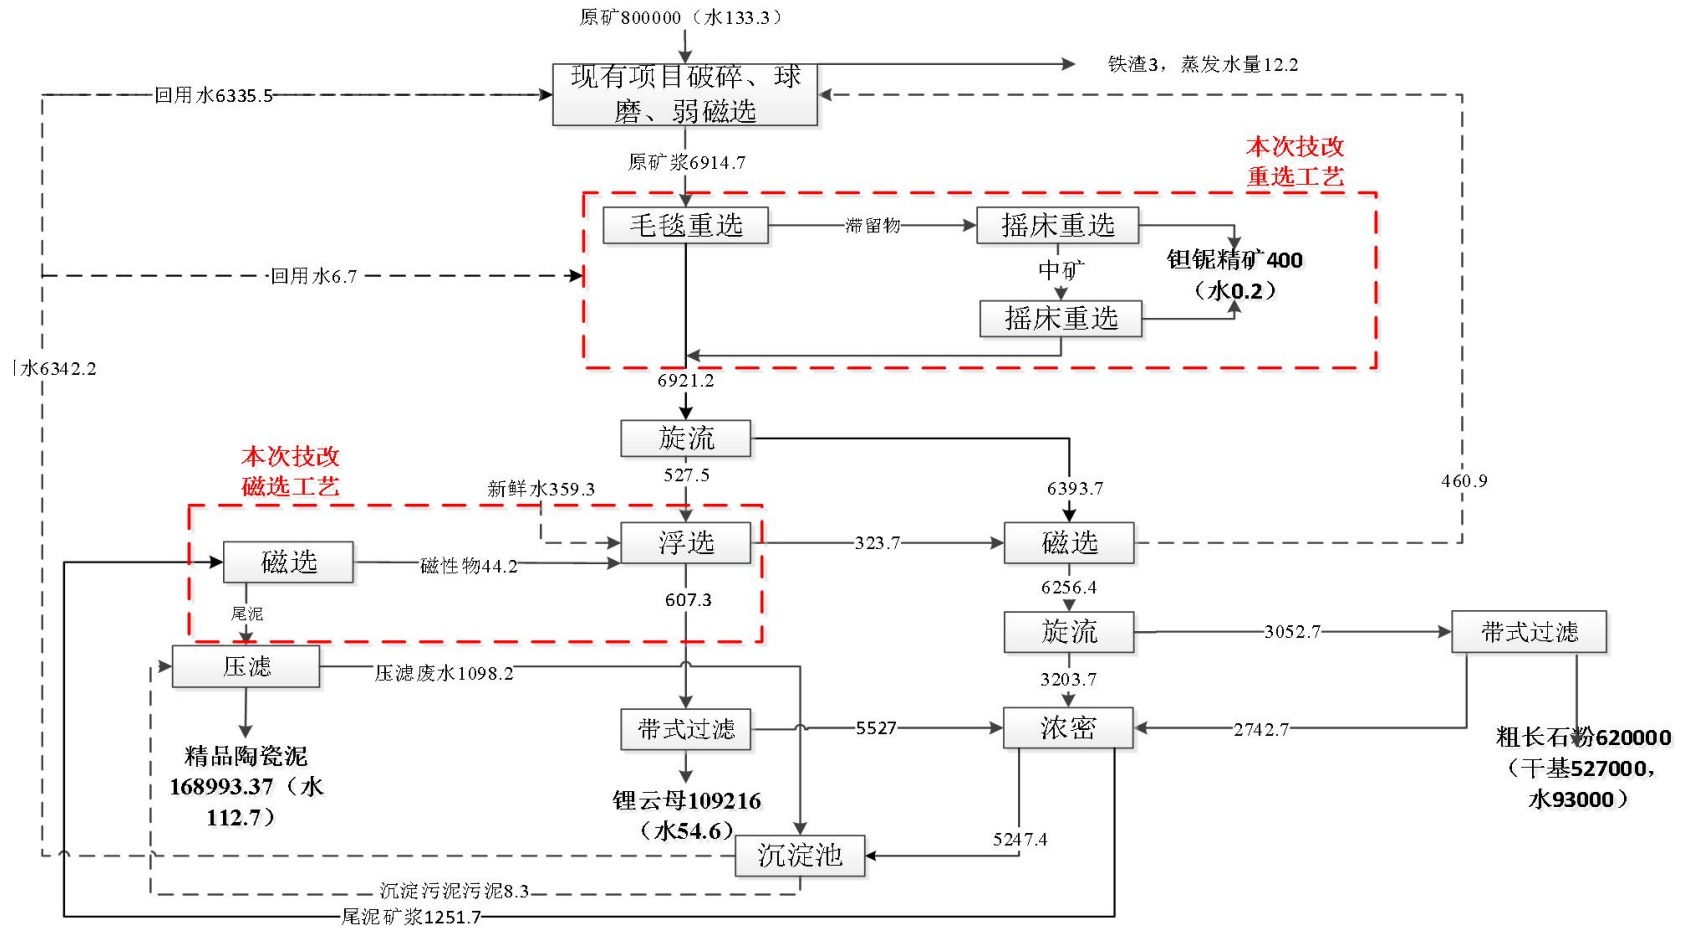 原矿800000（水133.3）
现有项目破碎、球
磨、弱磁选
铁渣3，蒸发水量12.2
回用水6335.5
原矿浆6914.7
本次技改
重选工艺
毛毯重选
滞留物
摇床重选
中矿
钽铌精矿400
（水0.2）
回用水6.7
摇床重选
水6342.2
6921.2
旋流
本次技改
磁选工艺
527.5
新鲜水359.3
6393.7
460.9
浮选
323.7
磁选
磁选
磁性物44.2
607.3
6256.4
尾泥
旋流
3052.7
带式过滤
压滤
压滤废水1098.2
3203.7
带式过滤
5527
浓密
2742.7
精品陶瓷泥
168993.37（水
112.7）
粗长石粉620000
（干基527000，
水93000）
锂云母109216
（水54.6）
5247.4
沉淀池
沉淀污泥污泥8.3
尾泥矿浆1251.7